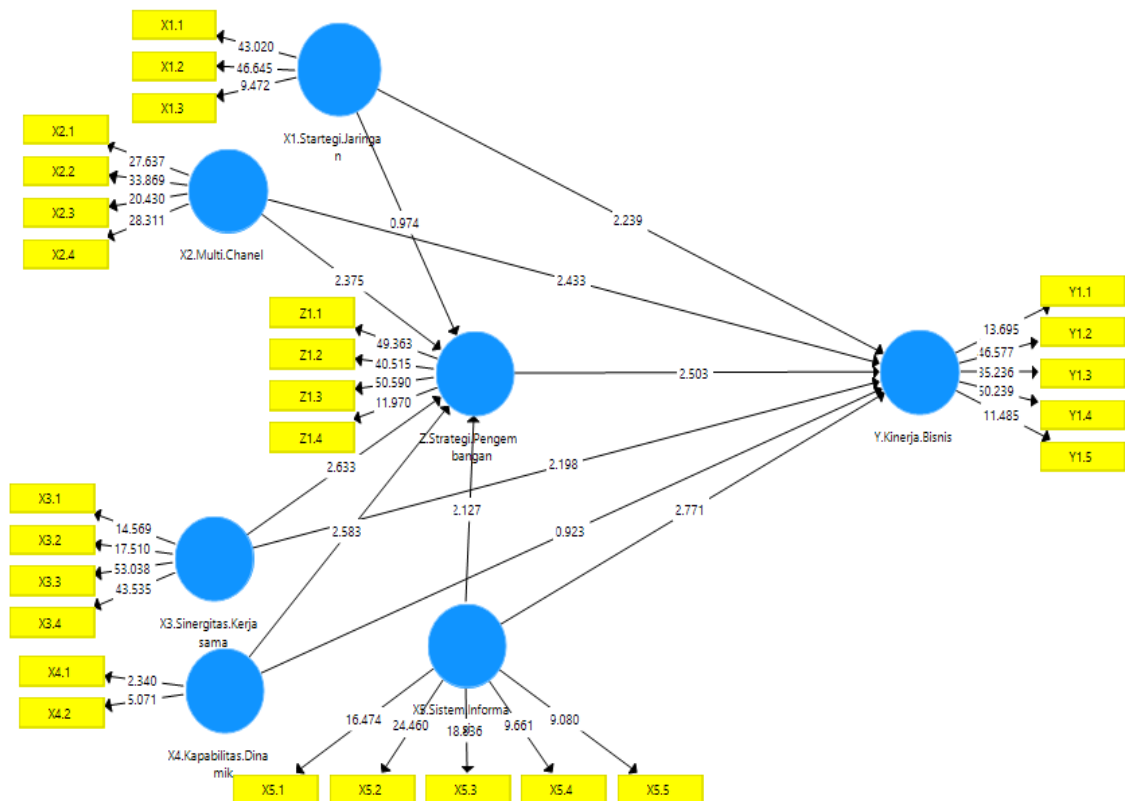 X1.1
43.020
X1.2
46.645
X1.3
9.472
X1.Startegi.Jaringa
n
X2.1
27.637
X2.2
33.869
X2.3
20.430
X2.4
28.311
X2.Multi.Chanel
0.974
2.239
2.375
2.433
Z1.1
49.363
Z1.2
40.515
Z1.3
50.590
Z1.4
11.970
Z.Strategi.Pengem
bangan
2.503
Y1.1
13.695
Y1.2
46.577
Y1.3
35.236
Y1.4
50.239
Y1.5
11.485
Y.Kinerja.Bisnis
2.633
2.198
2.583
2.127
0.923
2.771
X3.1
14.569
X3.2
17.510
X3.3
53.038
X3.4
43.535
X3.Sinergitas.Kerja
sama
X4.1
2.340
X4.2
5.071
X4.Kapabilitas.Dina
mik
X5.Sistem.Informa
16.474
24.460
18.836
9.661
9.080
X5.1
X5.2
X5.3
X5.4
X5.5